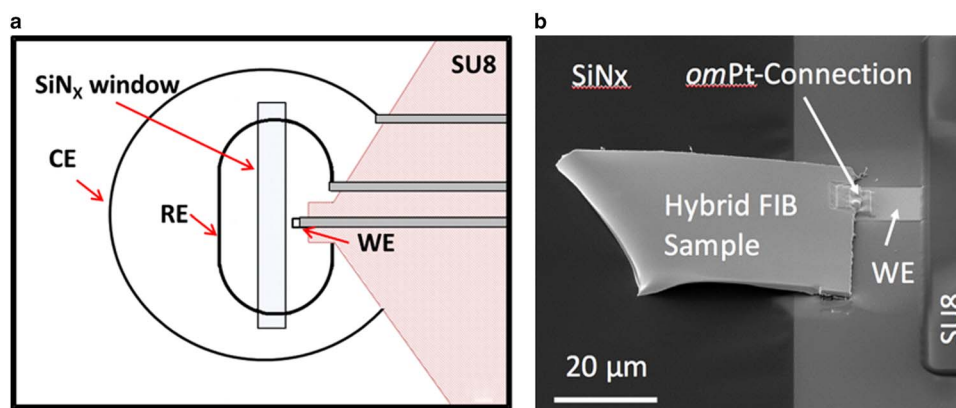 a
SU8
SiNX window
CE
RE
WE
b
SiNx
omPt-Connection
Hybrid FIB
Sample
WE
SU8
20 µm